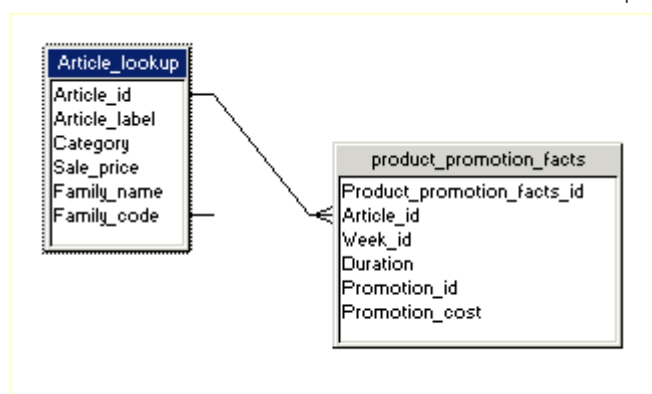 Article_lookup
Article_id
Article_label
Category
Sale_price
Family_name
Family_code
product_promotion_facts
Product_promotion_facts_id
Article_id
Week_id
Duration
Promotion_id
Promotion_cost